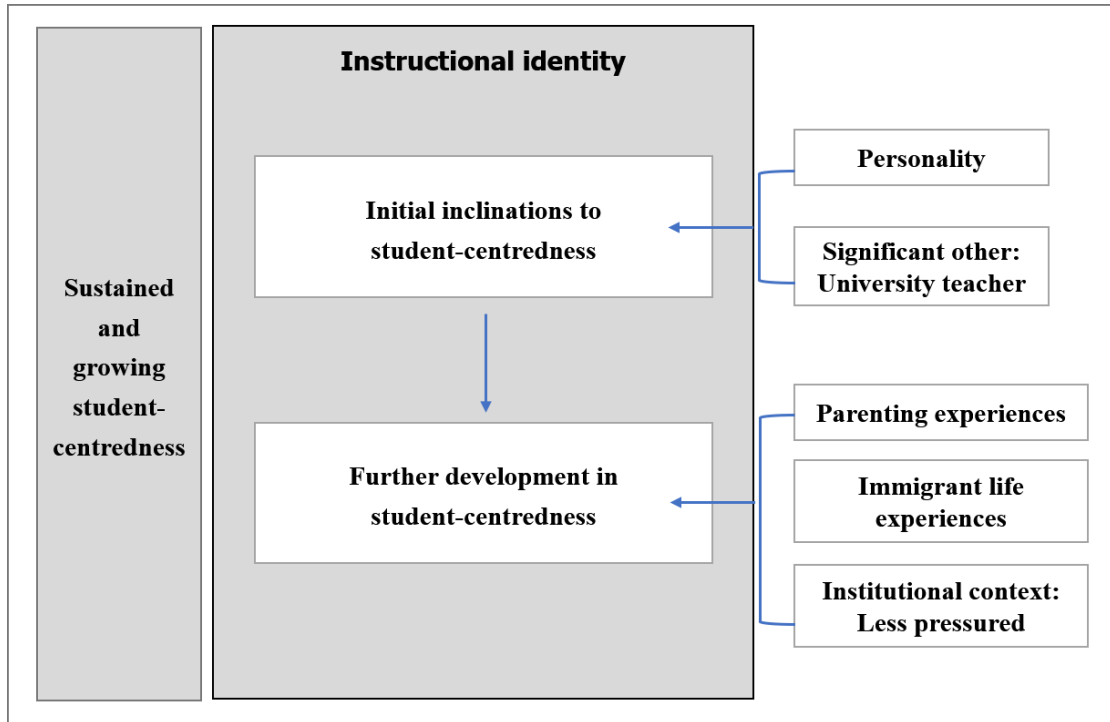 Sustained
and
growing
student-
centredness
Instructional identity
Initial inclinations to
student-centredness
Further development in
student-centredness
Personality
Significant other:
University teacher
Parenting experiences
Immigrant life
experiences
Institutional context:
Less pressured